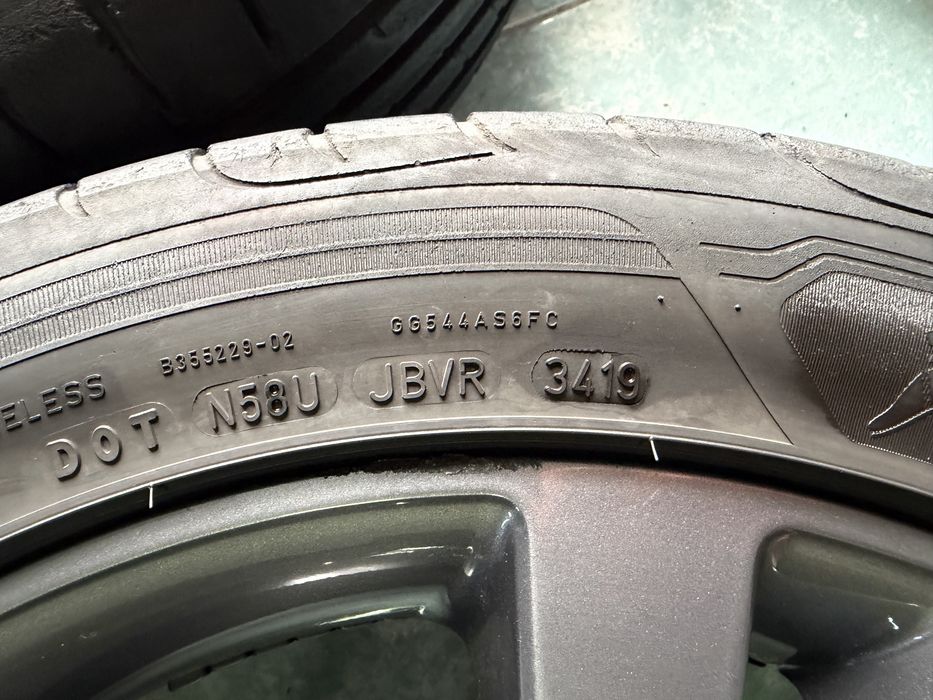 GG544AS6FC
B355229-02
ELESS
DOT N58U JBVR 3419